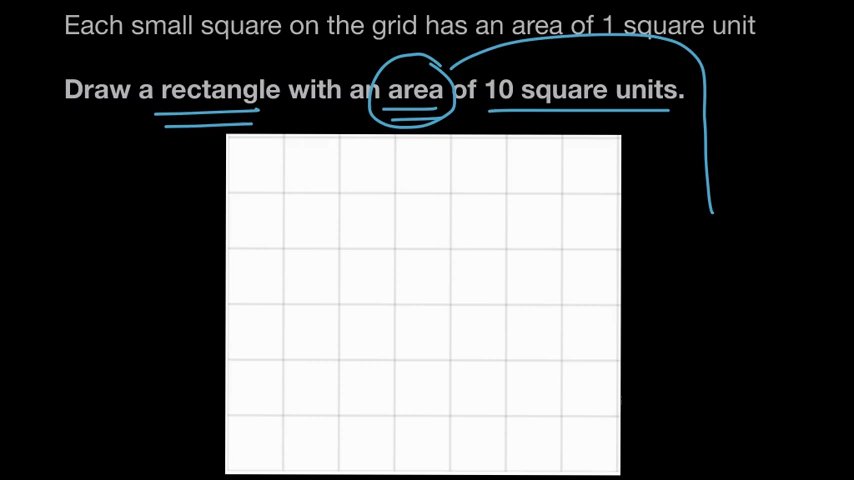 Each small square on the grid has an area of 1 square unit
Draw a rectangle with an area of 10 square units.